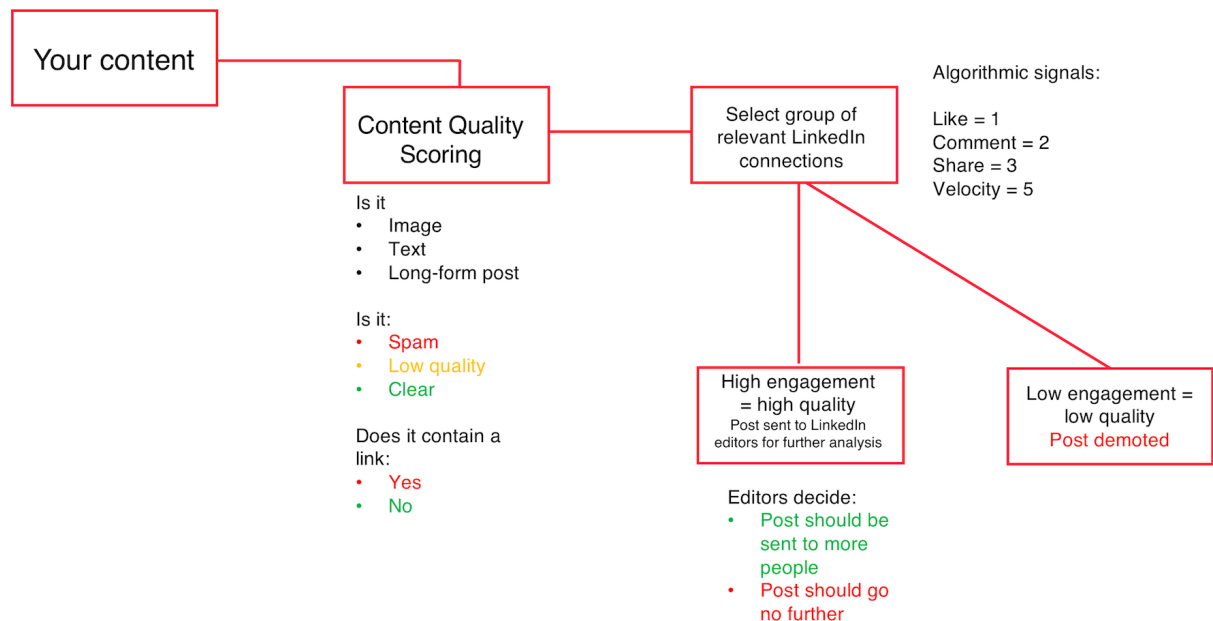 Your content
Content Quality
Scoring
Is it
• Image
• Text
• Long-form post
Is it:
• Spam
• Low quality
• Clear
Does it contain a
link:
• Yes
• No
Select group of
relevant LinkedIn
connections
Algorithmic signals:
Like = 1
Comment = 2
Share = 3
Velocity = 5
High engagement
= high quality
Post sent to LinkedIn
editors for further analysis
Editors decide:
• Post should be
sent to more
people
• Post should go
no further
Low engagement =
low quality
Post demoted